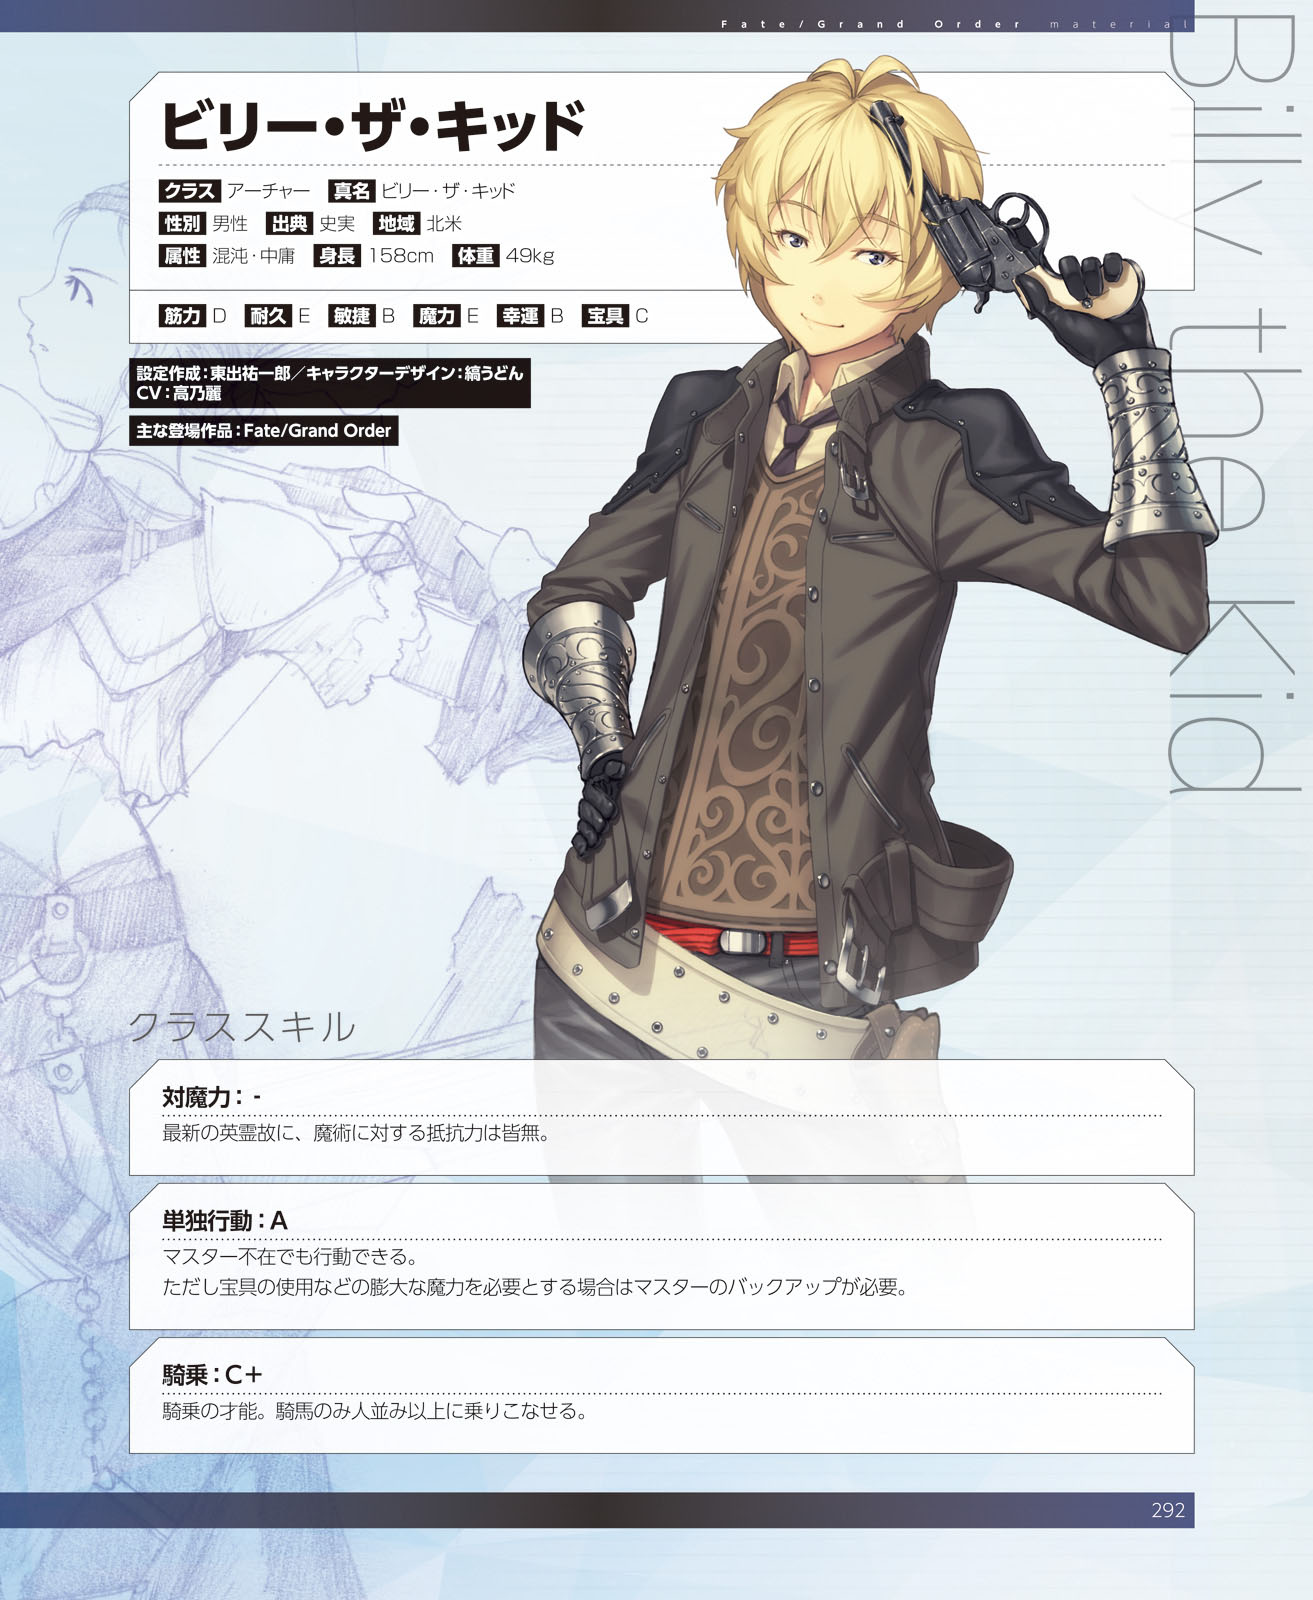 Fate/Grand Order material
Billy the Kid
ビリー・ザ・キッド
クラス アーチャー 真名 ビリー・ザ・キッド
性別 男性 出典 史実 地域 北米
属性 混沌・中庸 身長 158cm 体重 49kg
筋力 D 耐久 E 敏捷 B 魔力 E 幸運 B 宝具 C
設定作成：東出祐一郎／キャラクターデザイン：縞うどん
CV：高乃麗
主な登場作品：Fate/Grand Order
クラススキル
対魔力： -
最新の英霊故に、魔術に対する抵抗力は皆無。
単独行動：A
マスター不在でも行動できる。
ただし宝具の使用などの膨大な魔力を必要とする場合はマスターのバックアップが必要。
騎乗：C＋
騎乗の才能。騎馬のみ人並み以上に乗りこなせる。
292